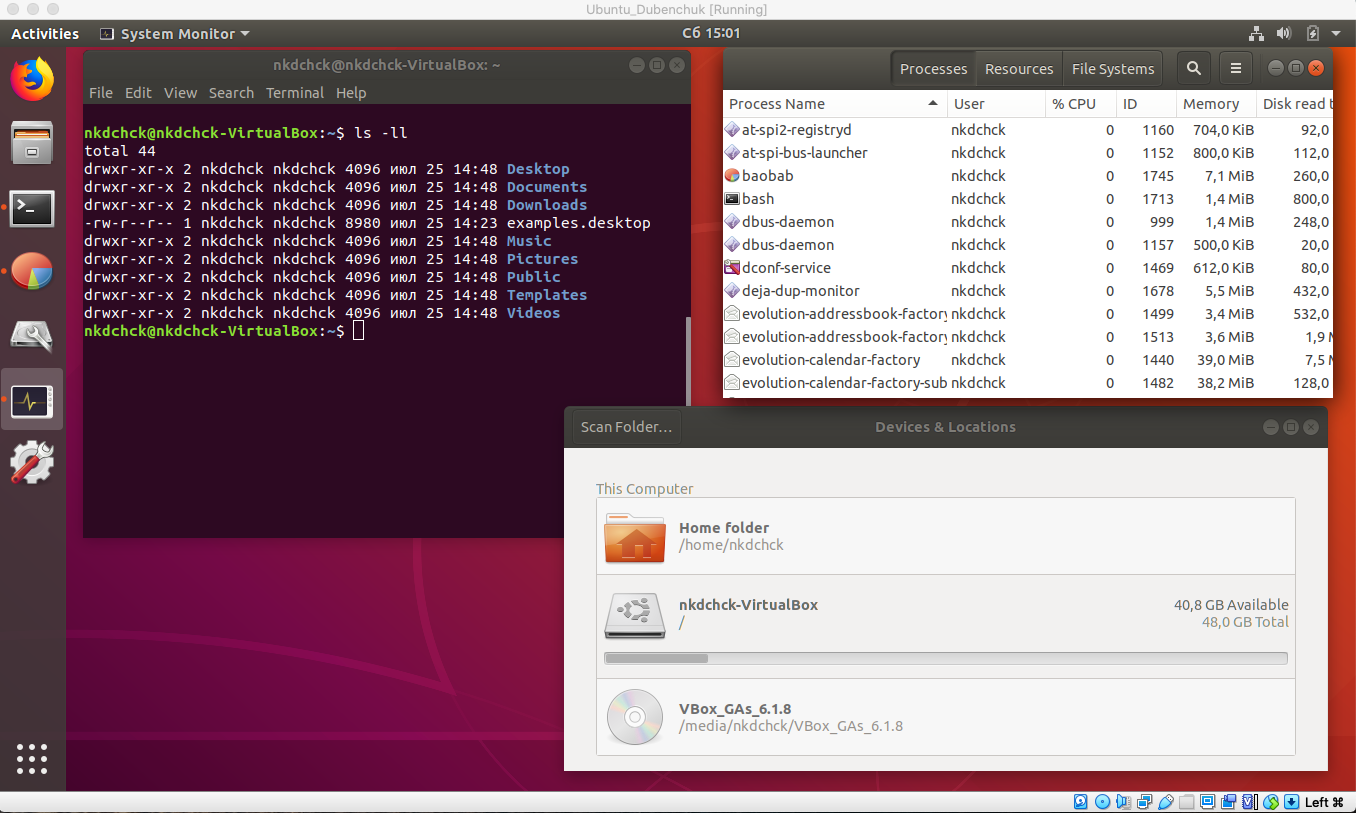 Ubuntu_Dubenchuk [Running]
Activities System Monitor Сб 15:01
nkdchck@nkdchck-VirtualBox: ~
File Edit View Search Terminal Help
nkdchck@nkdchck-VirtualBox:~$ ls -ll
total 44
drwxr-xr-x 2 nkdchck nkdchck 4096 июл 25 14:48 Desktop
drwxr-xr-x 2 nkdchck nkdchck 4096 июл 25 14:48 Documents
drwxr-xr-x 2 nkdchck nkdchck 4096 июл 25 14:48 Downloads
-rw-r--r-- 1 nkdchck nkdchck 8980 июл 25 14:23 examples.desktop
drwxr-xr-x 2 nkdchck nkdchck 4096 июл 25 14:48 Music
drwxr-xr-x 2 nkdchck nkdchck 4096 июл 25 14:48 Pictures
drwxr-xr-x 2 nkdchck nkdchck 4096 июл 25 14:48 Public
drwxr-xr-x 2 nkdchck nkdchck 4096 июл 25 14:48 Templates
drwxr-xr-x 2 nkdchck nkdchck 4096 июл 25 14:48 Videos
nkdchck@nkdchck-VirtualBox:~$
Processes Resources File Systems
Process Name User % CPU ID Memory Disk read t
at-spi2-registryd nkdchck 0 1160 704,0 KiB 92,0
at-spi-bus-launcher nkdchck 0 1152 800,0 KiB 112,0
baobab nkdchck 0 1745 7,1 MiB 260,0
bash nkdchck 0 1713 1,4 MiB 800,0
dbus-daemon nkdchck 0 999 1,4 MiB 248,0
dbus-daemon nkdchck 0 1157 500,0 KiB 20,0
dconf-service nkdchck 0 1469 612,0 KiB 80,0
deja-dup-monitor nkdchck 0 1678 5,5 MiB 432,0
evolution-addressbook-factory nkdchck 0 1499 3,4 MiB 532,0
evolution-addressbook-factory nkdchck 0 1513 3,6 MiB 1,9
evolution-calendar-factory nkdchck 0 1440 39,0 MiB 7,5
evolution-calendar-factory-sub nkdchck 0 1482 38,2 MiB 128,0
Scan Folder... Devices & Locations
This Computer
Home folder
/home/nkdchck
nkdchck-VirtualBox 40,8 GB Available
/ 48,0 GB Total
VBox_GAs_6.1.8
/media/nkdchck/VBox_GAs_6.1.8
Left ⌘